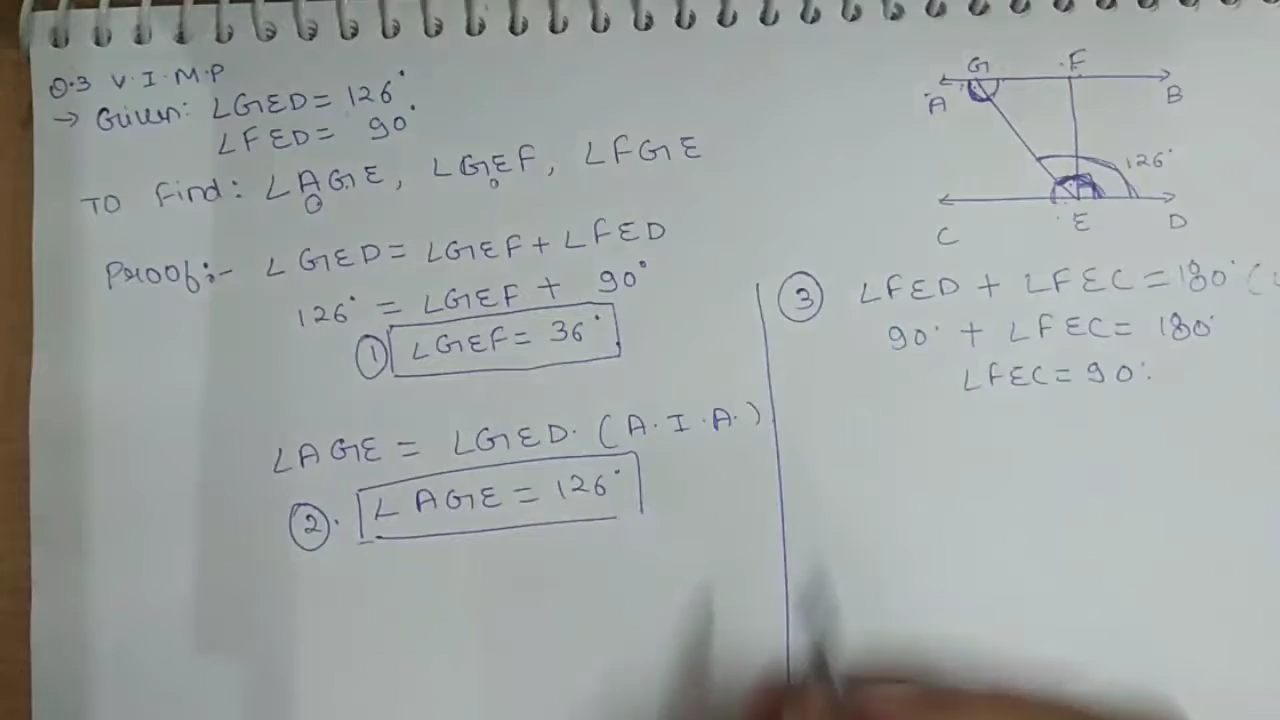 Q.3 V.I.M.P
→ Given: ∠GED = 126°
∠FED = 90°.
To Find: ∠AGE, ∠GEF, ∠FGE
Proof:- ∠GED = ∠GEF + ∠FED
126° = ∠GEF + 90°
① ∠GEF = 36°
∠AGE = ∠GED. (A.I.A.)
②. ∠AGE = 126°
G F
A B
126°
C E D
③ ∠FED + ∠FEC = 180° (
90° + ∠FEC = 180°
∠FEC = 90°.